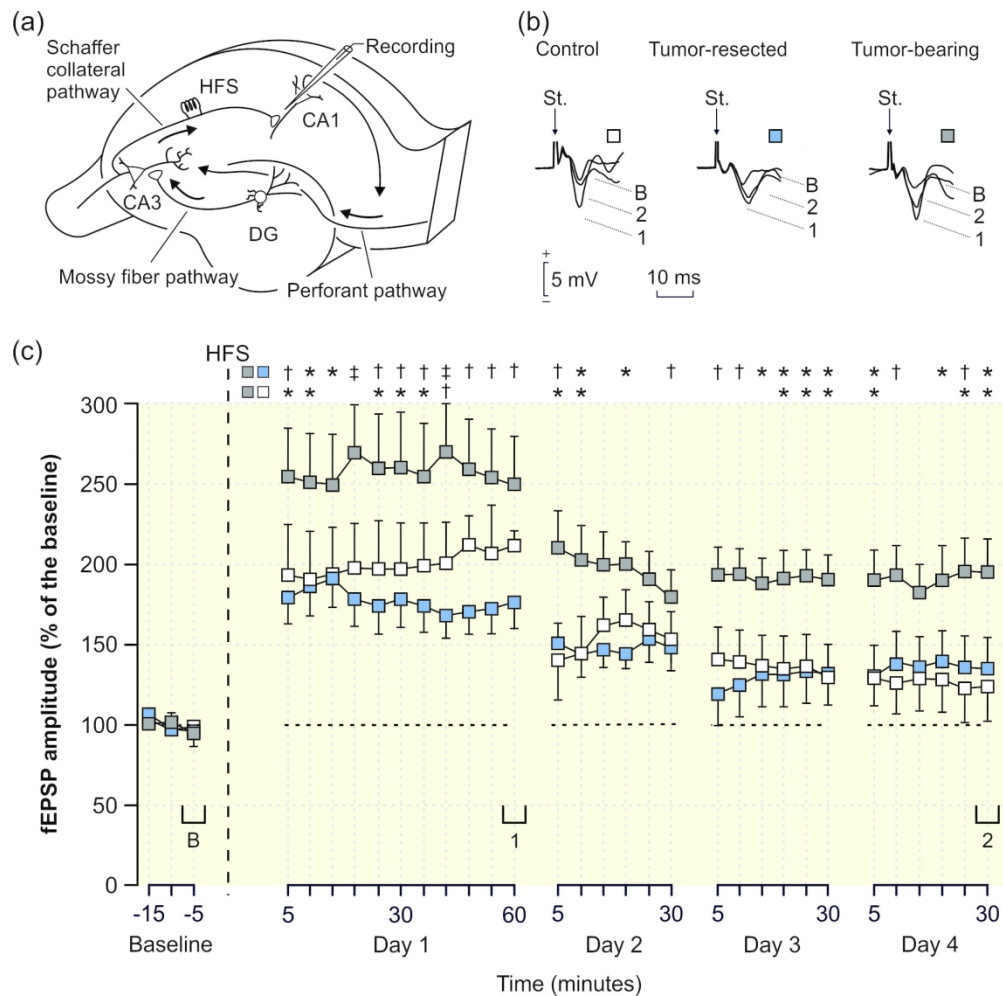 (a)
Schaffer
collateral
pathway
HFS
Recording
CA1
CA3
DG
Mossy fiber pathway
Perforant pathway
(b)
Control
Tumor-resected
Tumor-bearing
St.
St.
St.
B
2
1
B
2
1
B
2
1
+
5 mV
–
10 ms
(c)
HFS
† * * ‡ † † † ‡ † † † † * * † † † * * * * * † * † *
* * * * * † * * * * * * * *
fEPSP amplitude (% of the baseline)
300
250
200
150
100
50
0
B
1
2
-15 -5 5 30 60 5 30 5 30 5 30
Baseline Day 1 Day 2 Day 3 Day 4
Time (minutes)